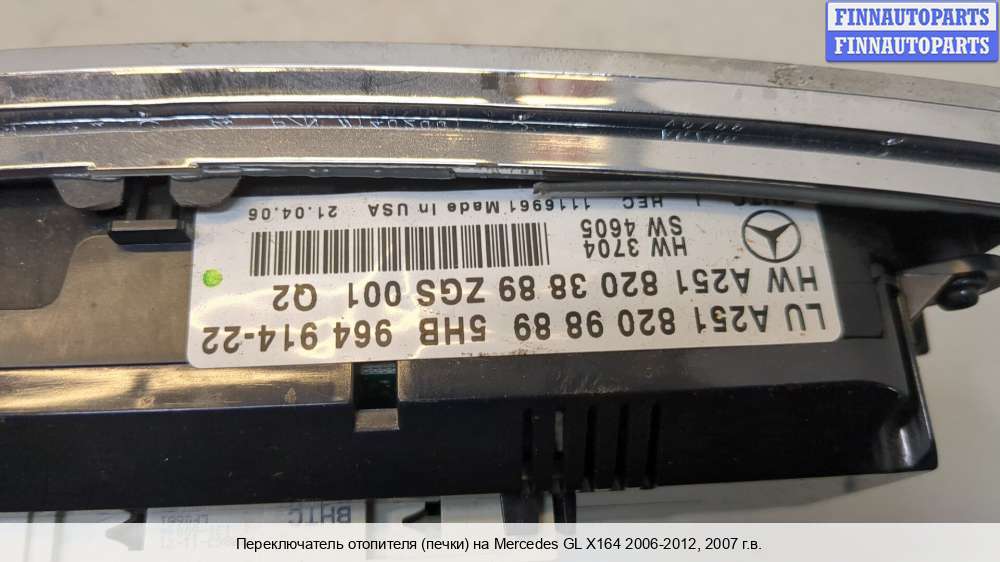 FINNAUTOPARTS
FINNAUTOPARTS
LU A251 820 98 89 5HB 964 914-22
HW A251 820 38 89 ZGS 001 Q2
HW 3704
SW 4605
HEC 1116961 Made in USA 21.04.06
BHTC
Переключатель отопителя (печки) на Mercedes GL X164 2006-2012, 2007 г.в.